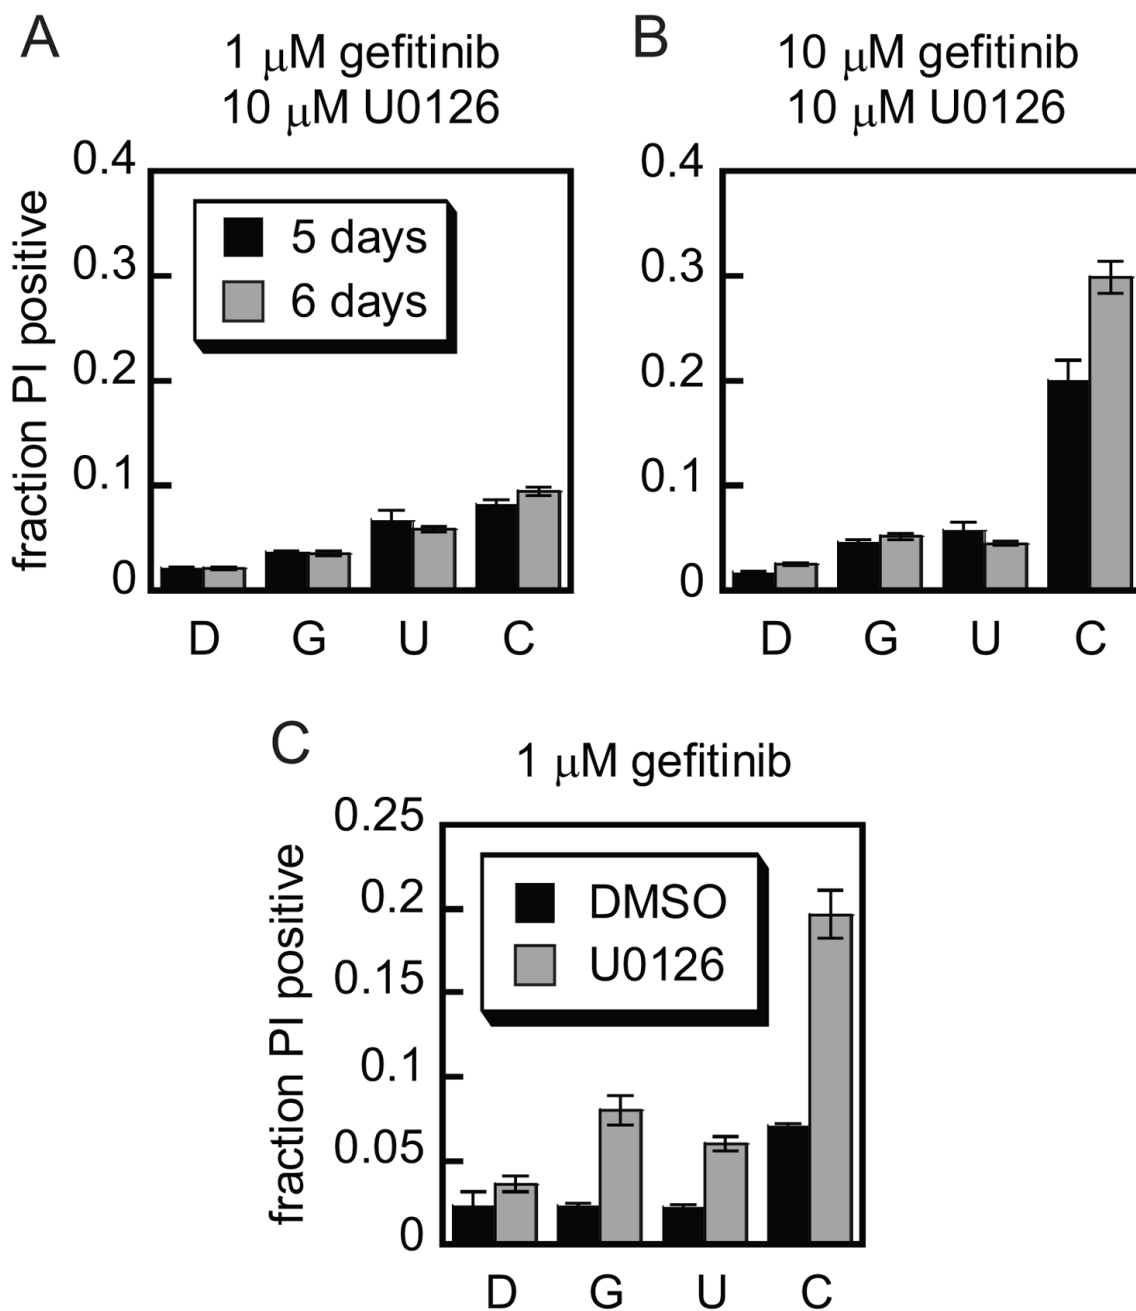 A
1 μM gefitinib
10 μM U0126
fraction PI positive
0.4
0.3
0.2
0.1
0
5 days
6 days
D G U C
B
10 μM gefitinib
10 μM U0126
0.4
0.3
0.2
0.1
0
D G U C
C
1 μM gefitinib
fraction PI positive
0.25
0.2
0.15
0.1
0.05
0
DMSO
U0126
D G U C